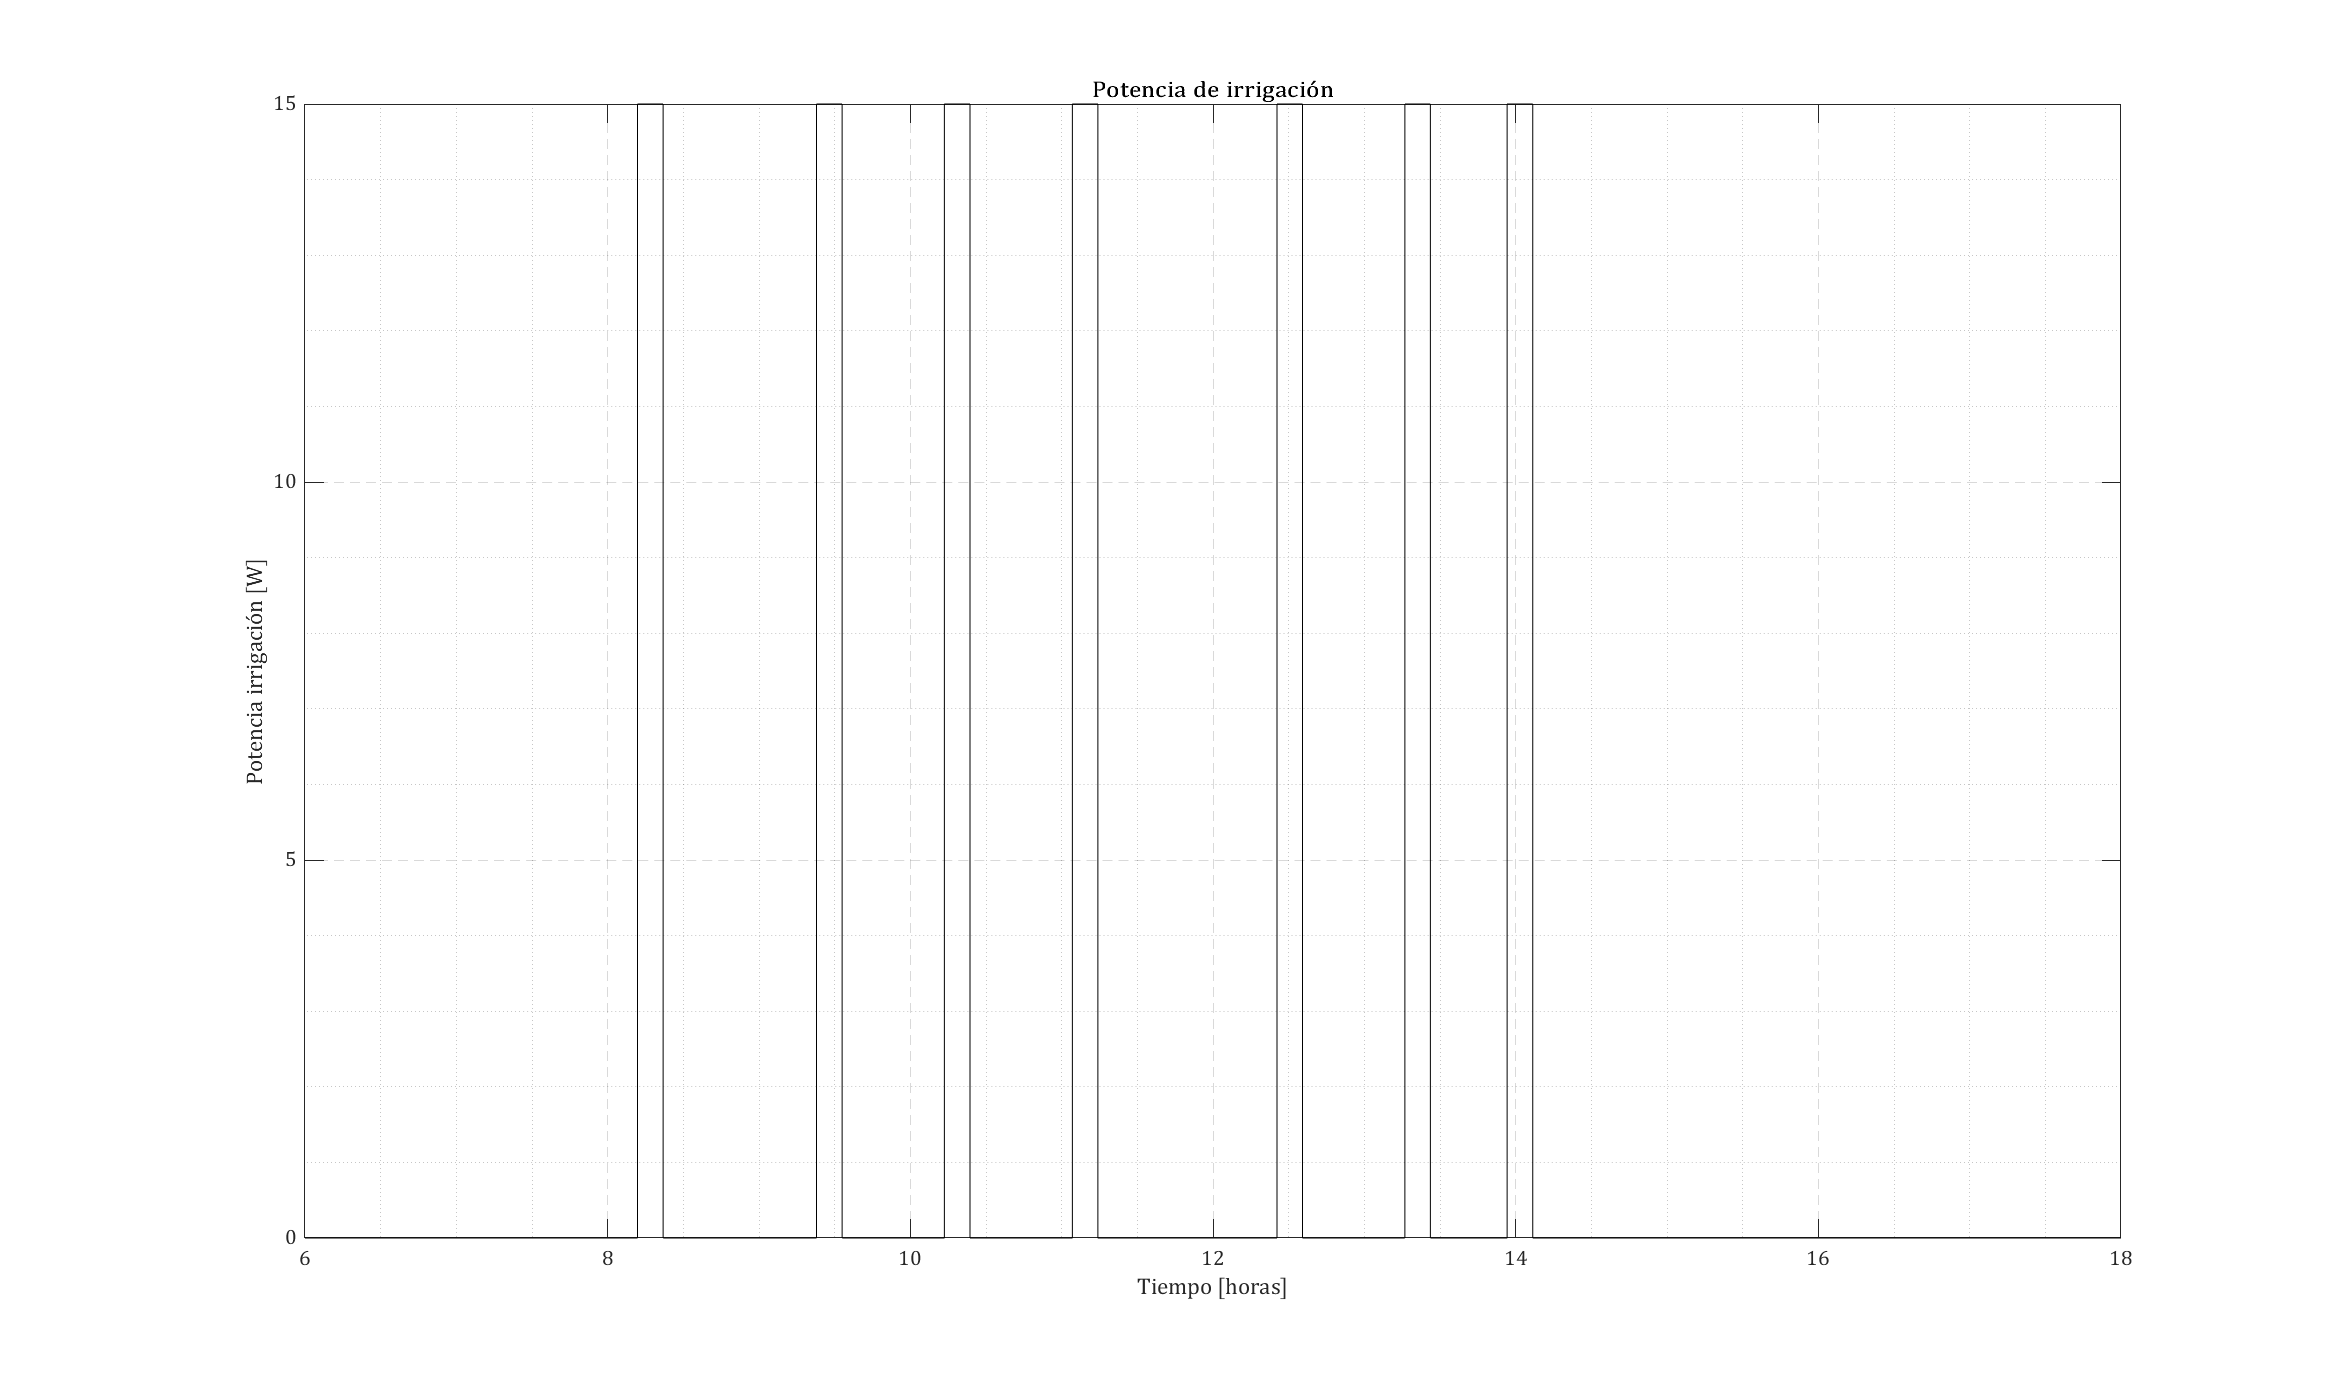 Potencia de irrigación
15
10
5
0
Potencia irrigación [W]
6 8 10 12 14 16 18
Tiempo [horas]